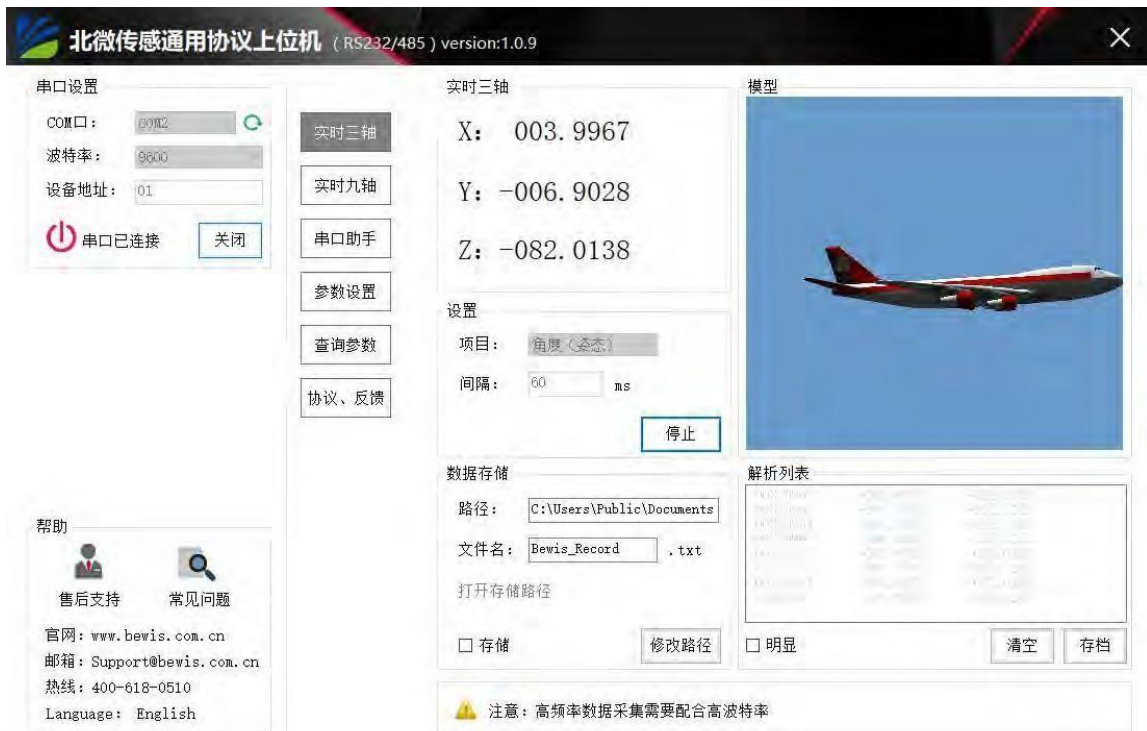 北微传感通用协议上位机（RS232/485）version:1.0.9
串口设置
COM口：
COM2
波特率：
9600
设备地址：
01
串口已连接
关闭
实时三轴
实时九轴
串口助手
参数设置
查询参数
协议、反馈
实时三轴
X： 003.9967
Y：-006.9028
Z：-082.0138
设置
项目：
角度（姿态）
间隔：
60
ms
停止
模型
数据存储
路径：
C:\Users\Public\Documents
文件名：
Bewis_Record
.txt
打开存储路径
存储
修改路径
解析列表
明显
清空
存档
帮助
售后支持
常见问题
官网：www.bewis.com.cn
邮箱：Support@bewis.com.cn
热线：400-618-0510
Language： English
注意：高频率数据采集需要配合高波特率